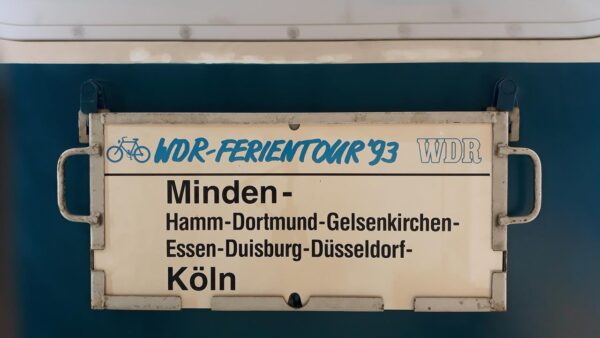 WDR-FERIENTOUR '93 WDR
Minden-
Hamm-Dortmund-Gelsenkirchen-
Essen-Duisburg-Düsseldorf-
Köln